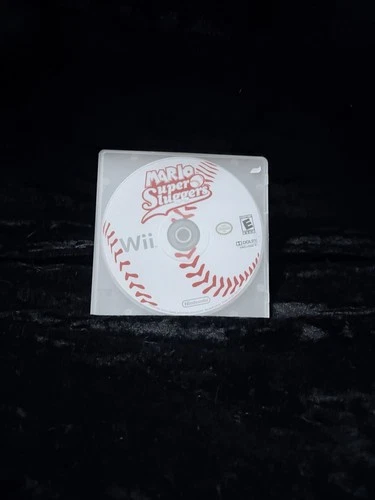 MARIO
Super
Sluggers
Wii
E
Nintendo